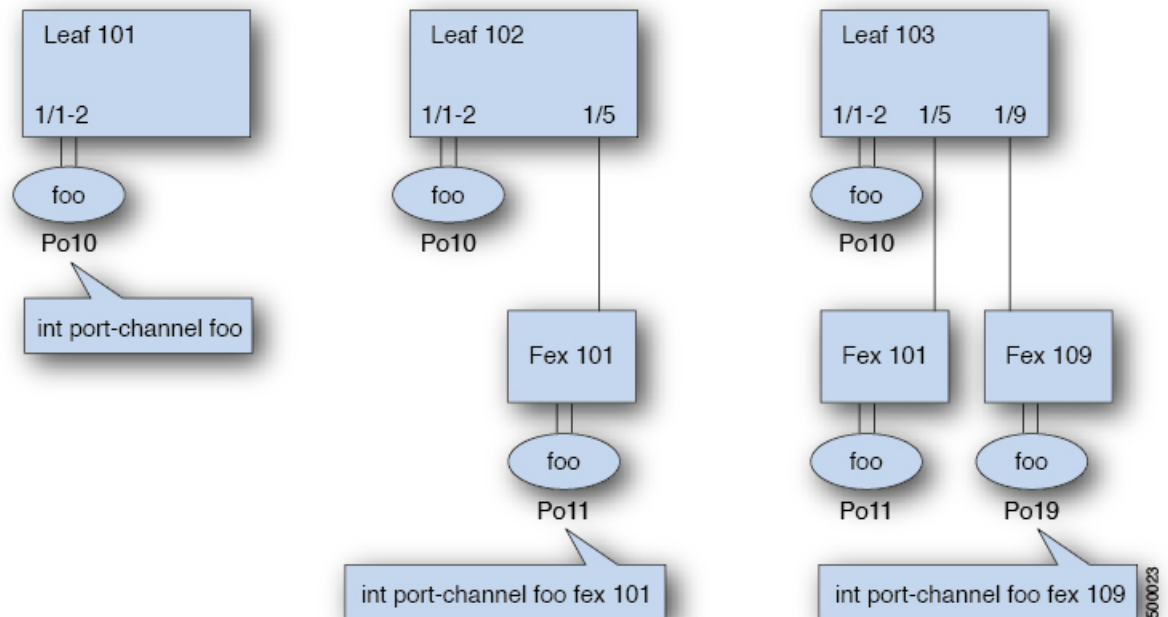 Leaf 101
1/1-2
foo
Po10
int port-channel foo
Leaf 102
1/1-2 1/5
foo
Po10
Fex 101
foo
Po11
int port-channel foo fex 101
Leaf 103
1/1-2 1/5 1/9
foo
Po10
Fex 101
foo
Po11
Fex 109
foo
Po19
int port-channel foo fex 109
500023